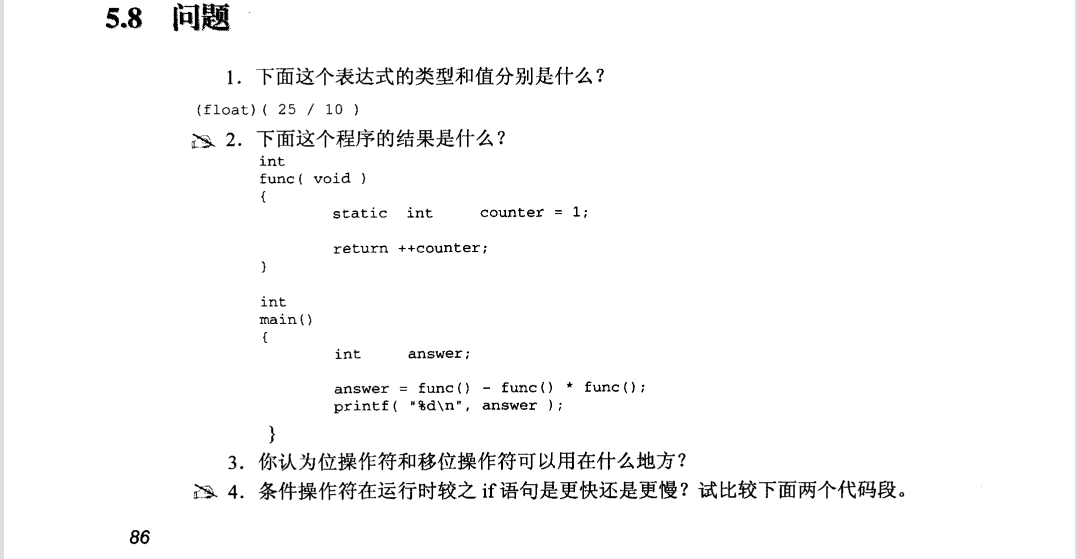 5.8 问题
1. 下面这个表达式的类型和值分别是什么?
(float)( 25 / 10 )
2. 下面这个程序的结果是什么?
int
func( void )
{
static int counter = 1;
return ++counter;
}
int
main()
{
int answer;
answer = func() - func() * func();
printf( "%d\n", answer );
}
3. 你认为位操作符和移位操作符可以用在什么地方?
4. 条件操作符在运行时较之 if 语句是更快还是更慢? 试比较下面两个代码段。
86